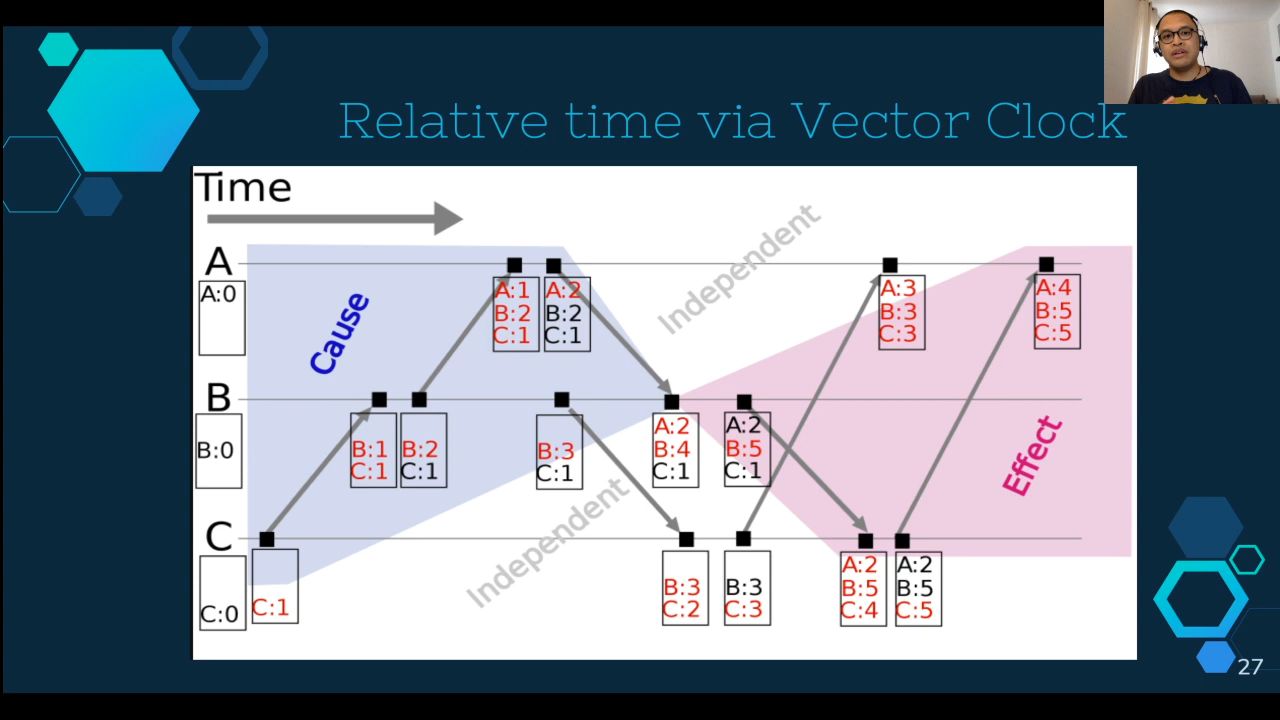 Relative time via Vector Clock
Time
Independent
A
A:0
A:1
B:2
C:1
A:2
B:2
C:1
A:3
B:3
C:3
A:4
B:5
C:5
Cause
B
B:0
B:1
C:1
B:2
C:1
B:3
C:1
A:2
B:4
C:1
A:2
B:5
C:1
Effect
Independent
C
C:0
C:1
B:3
C:2
B:3
C:3
A:2
B:5
C:4
A:2
B:5
C:5
27